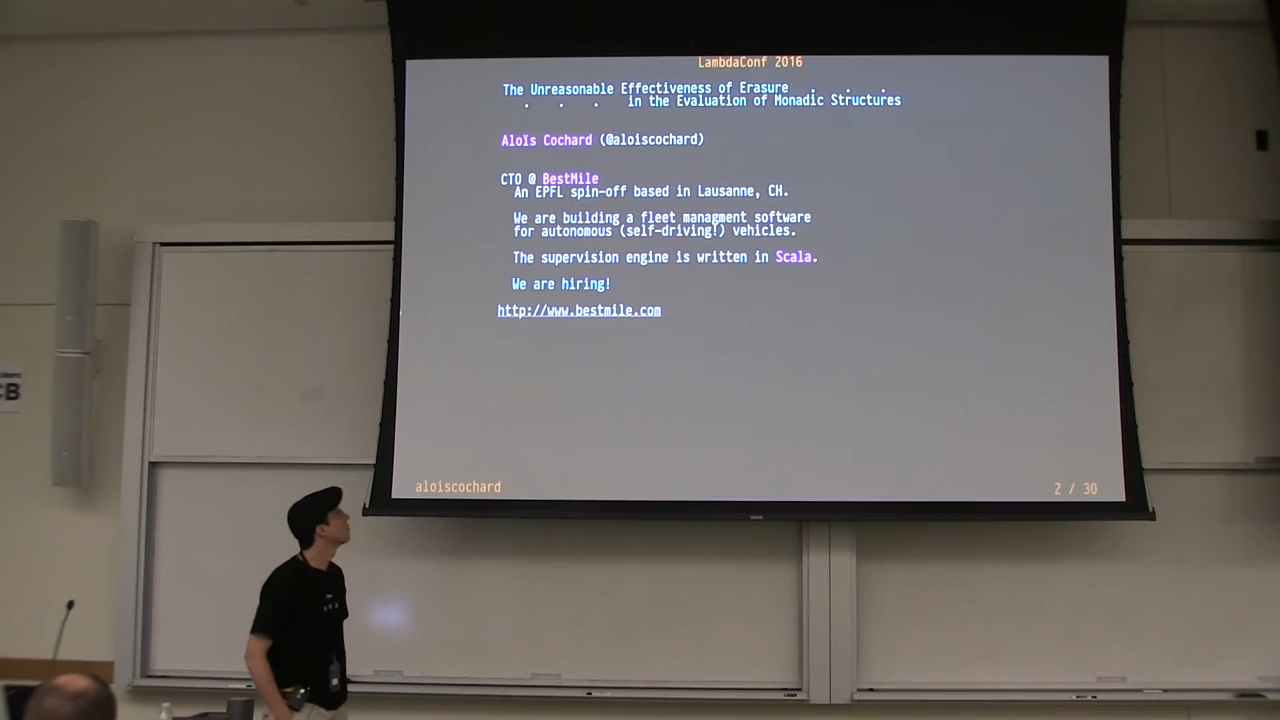 LambdaConf 2016
The Unreasonable Effectiveness of Erasure . . .
. . . in the Evaluation of Monadic Structures
Aloïs Cochard (@aloiscochard)
CTO @ BestMile
An EPFL spin-off based in Lausanne, CH.
We are building a fleet managment software
for autonomous (self-driving!) vehicles.
The supervision engine is written in Scala.
We are hiring!
http://www.bestmile.com
aloiscochard
2 / 30
CB